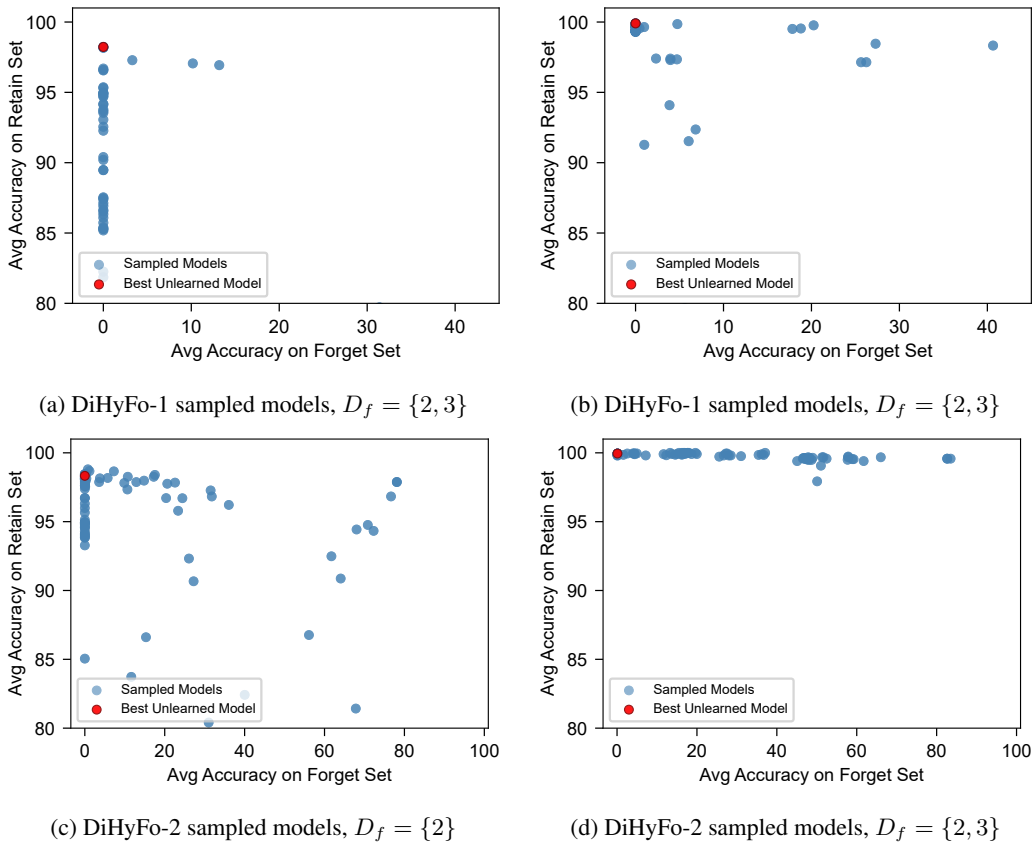 100
95
90
85
80
Avg Accuracy on Retain Set
Sampled Models
Best Unlearned Model
0 10 20 30 40
Avg Accuracy on Forget Set
(a) DiHyFo-1 sampled models, $D_f = \{2, 3\}$
100
95
90
85
80
Avg Accuracy on Retain Set
Sampled Models
Best Unlearned Model
0 10 20 30 40
Avg Accuracy on Forget Set
(b) DiHyFo-1 sampled models, $D_f = \{2, 3\}$
100
95
90
85
80
Avg Accuracy on Retain Set
Sampled Models
Best Unlearned Model
0 20 40 60 80 100
Avg Accuracy on Forget Set
(c) DiHyFo-2 sampled models, $D_f = \{2\}$
100
95
90
85
80
Avg Accuracy on Retain Set
Sampled Models
Best Unlearned Model
0 20 40 60 80 100
Avg Accuracy on Forget Set
(d) DiHyFo-2 sampled models, $D_f = \{2, 3\}$